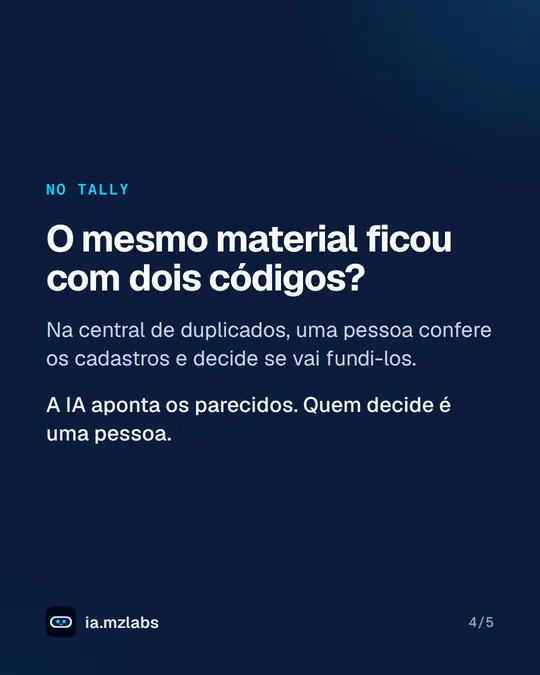 NO TALLY
O mesmo material ficou
com dois códigos?
Na central de duplicados, uma pessoa confere
os cadastros e decide se vai fundi-los.
A IA aponta os parecidos. Quem decide é
uma pessoa.
ia.mzlabs
4/5